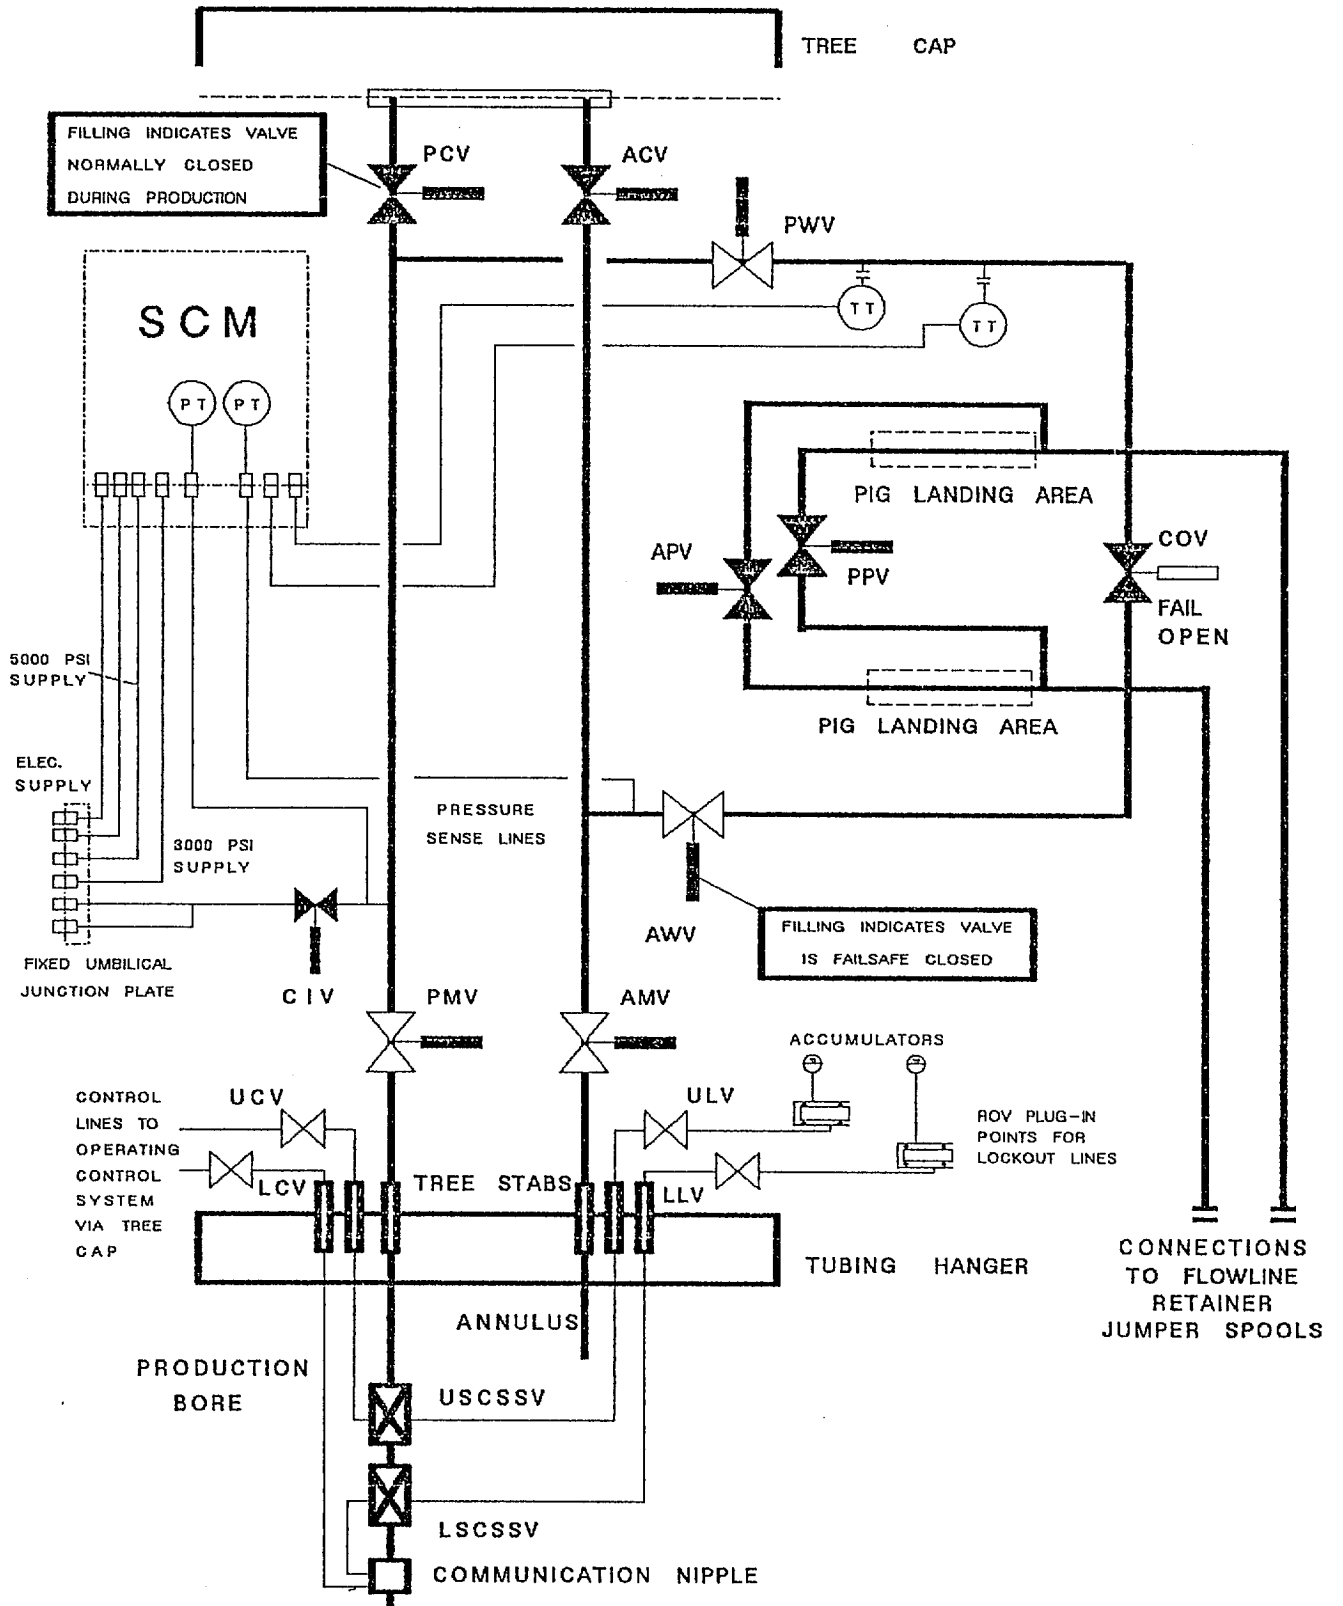 TREE CAP
FILLING INDICATES VALVE
NORMALLY CLOSED
DURING PRODUCTION
PCV
ACV
PWV
SCM
TT
TT
PT
PT
PIG LANDING AREA
COV
APV
PPV
FAIL
OPEN
5000 PSI
SUPPLY
PIG LANDING AREA
ELEC.
SUPPLY
PRESSURE
SENSE LINES
3000 PSI
SUPPLY
AWV
FILLING INDICATES VALVE
IS FAILSAFE CLOSED
FIXED UMBILICAL
JUNCTION PLATE
CIV
PMV
AMV
ACCUMULATORS
CONTROL
LINES TO
OPERATING
CONTROL
SYSTEM
VIA TREE
CAP
UCV
ULV
ROV PLUG-IN
POINTS FOR
LOCKOUT LINES
LCV
TREE STABS
LLV
TUBING HANGER
CONNECTIONS
TO FLOWLINE
RETAINER
JUMPER SPOOLS
ANNULUS
PRODUCTION
BORE
USCSSV
LSCSSV
COMMUNICATION NIPPLE